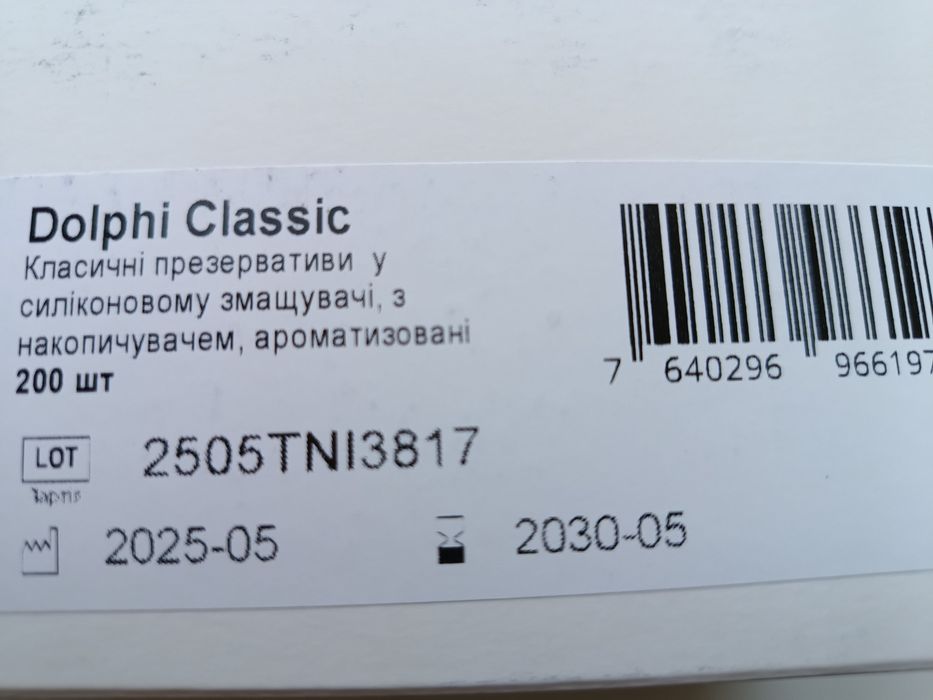 Dolphi Classic
Класичні презервативи у
силіконовому змащувачі, з
накопичувачем, ароматизовані
200 шт
7 640296 966197
LOT 2505TNI3817
Партія
2025-05 2030-05